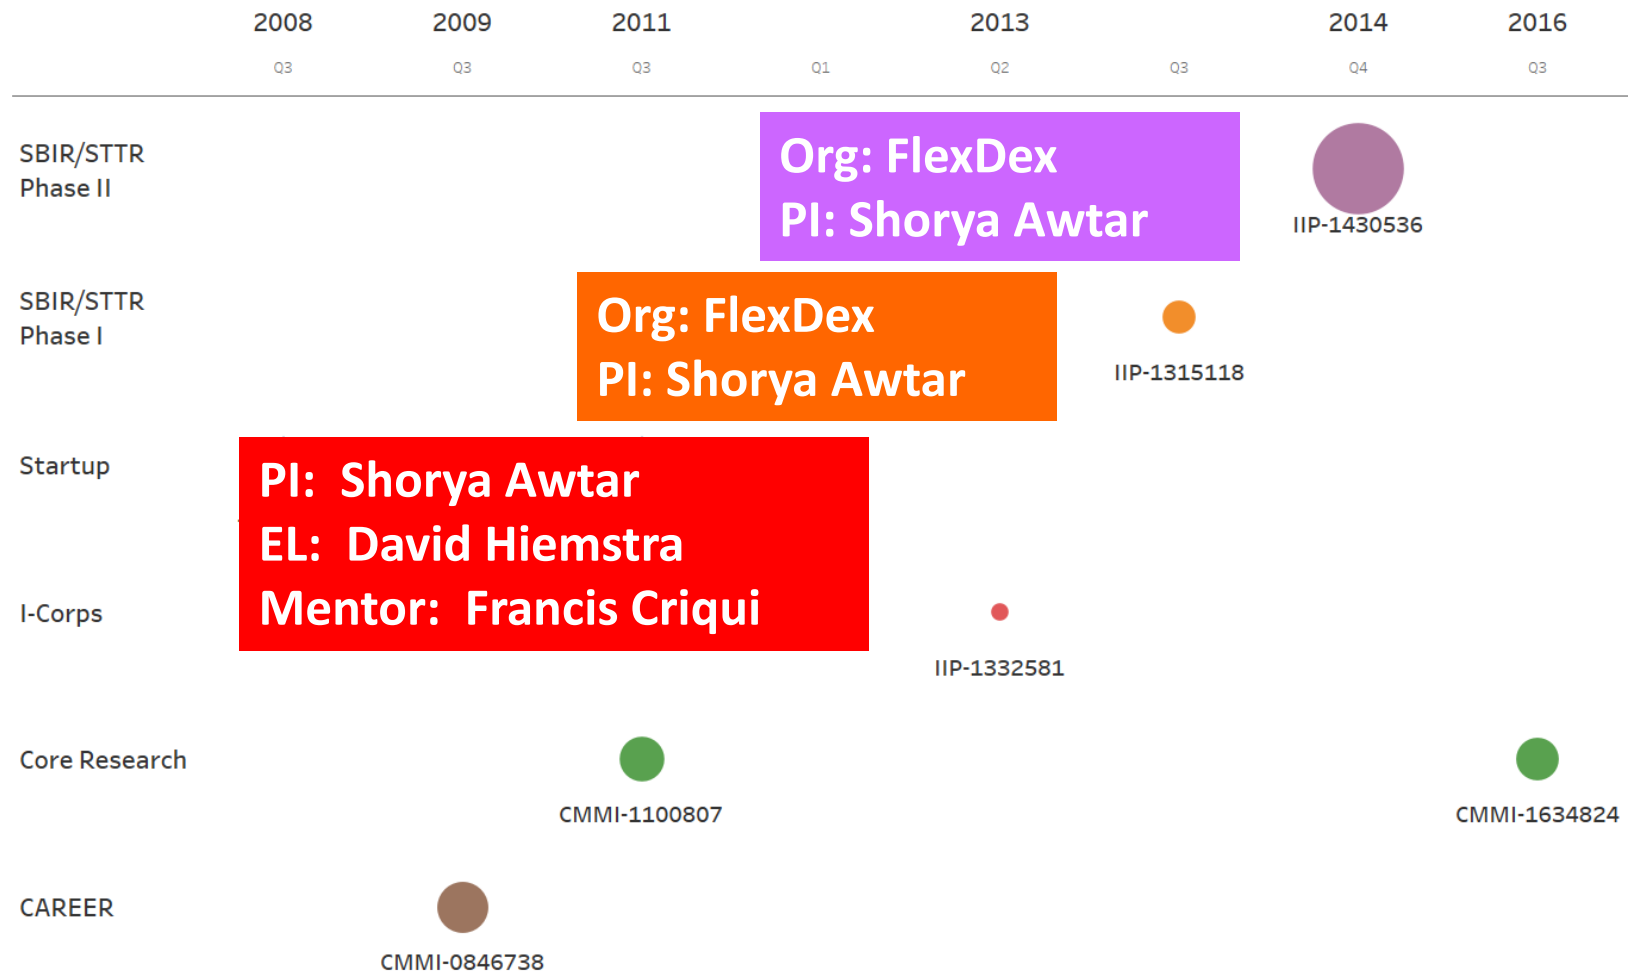 2008 2009 2011 2013 2014 2016
Q3 Q3 Q3 Q1 Q2 Q3 Q4 Q3
SBIR/STTR
Phase II
Org: FlexDex
PI: Shorya Awtar
IIP-1430536
SBIR/STTR
Phase I
Org: FlexDex
PI: Shorya Awtar
IIP-1315118
Startup
PI: Shorya Awtar
EL: David Hiemstra
Mentor: Francis Criqui
I-Corps
IIP-1332581
Core Research
CMMI-1100807
CMMI-1634824
CAREER
CMMI-0846738